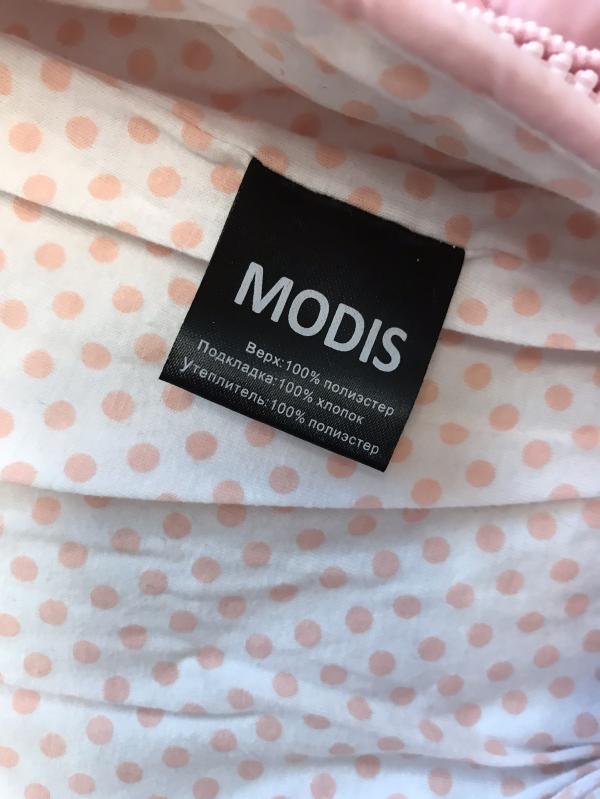 MODIS
Верх:100% полиэстер
Подкладка:100% хлопок
Утеплитель:100% полиэстер